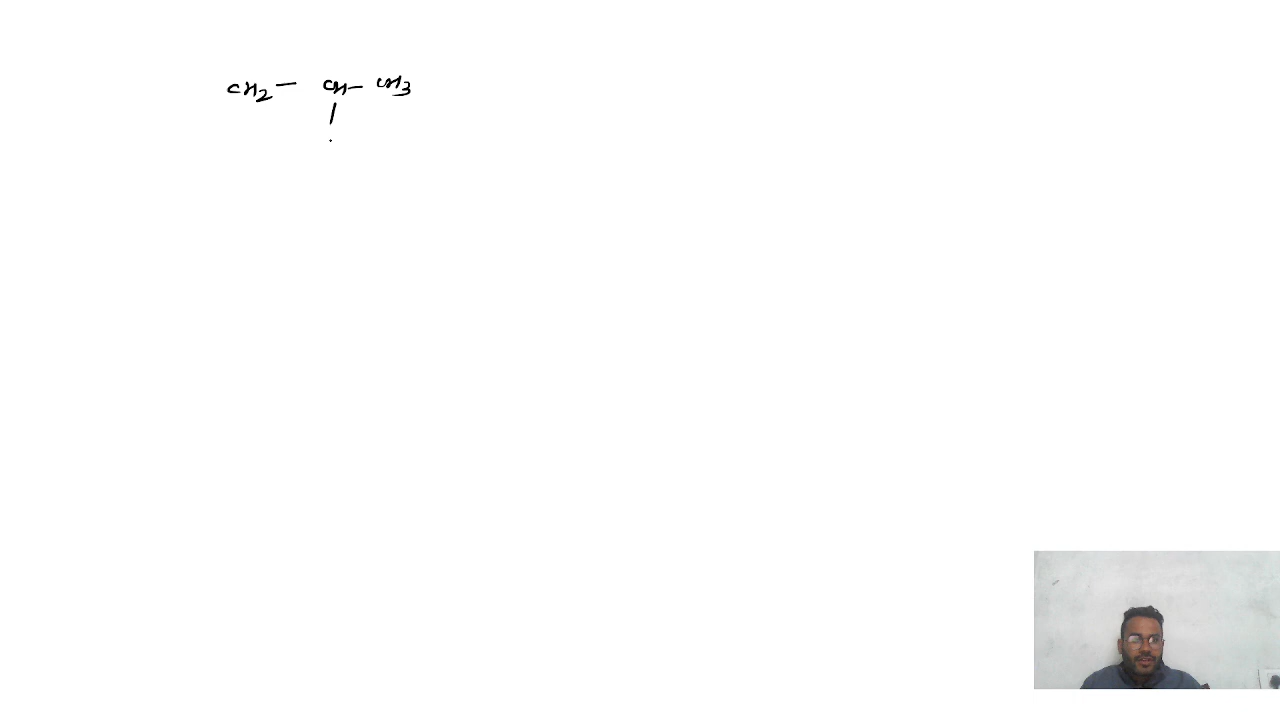 CH2 — CH — CH3
|